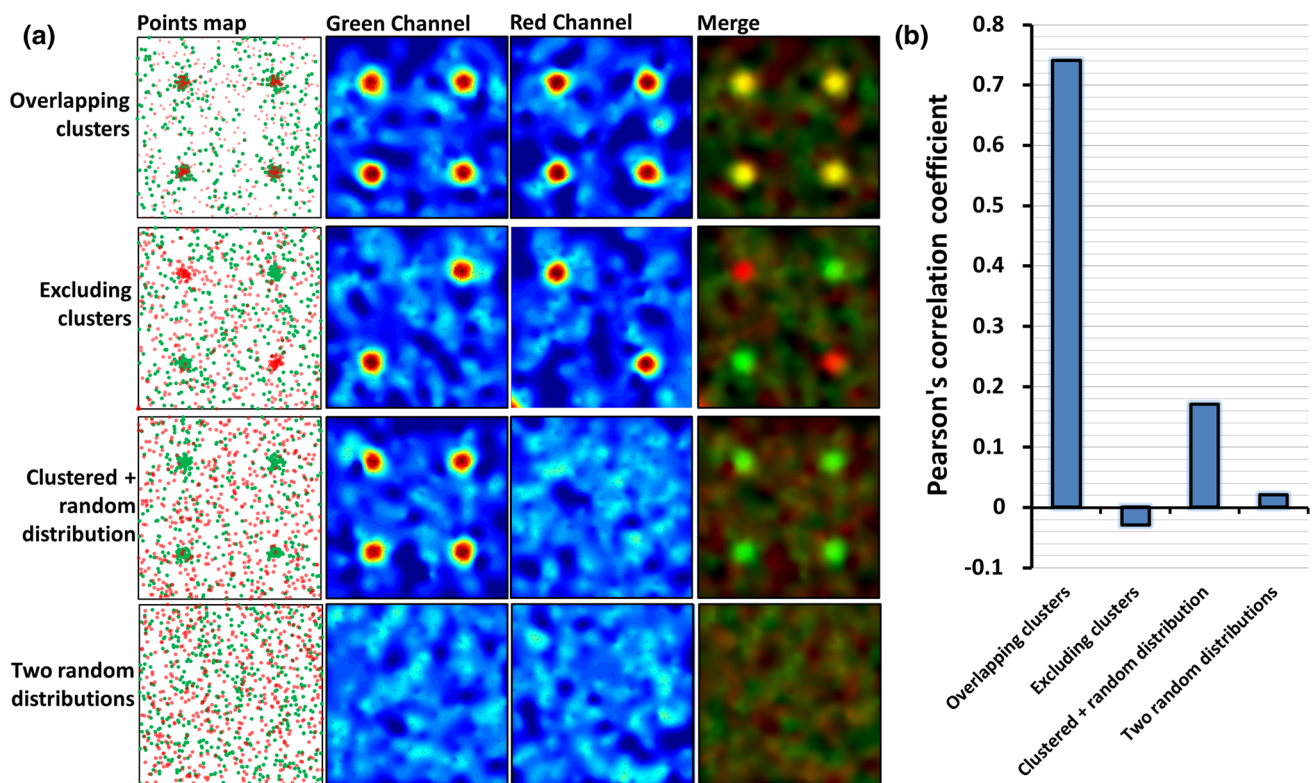 (a)
Points map
Green Channel
Red Channel
Merge
Overlapping
clusters
Excluding
clusters
Clustered +
random
distribution
Two random
distributions
(b)
Pearson's correlation coefficient
0.8
0.7
0.6
0.5
0.4
0.3
0.2
0.1
0
-0.1
Overlapping clusters
Excluding clusters
Clustered + random distribution
Two random distributions